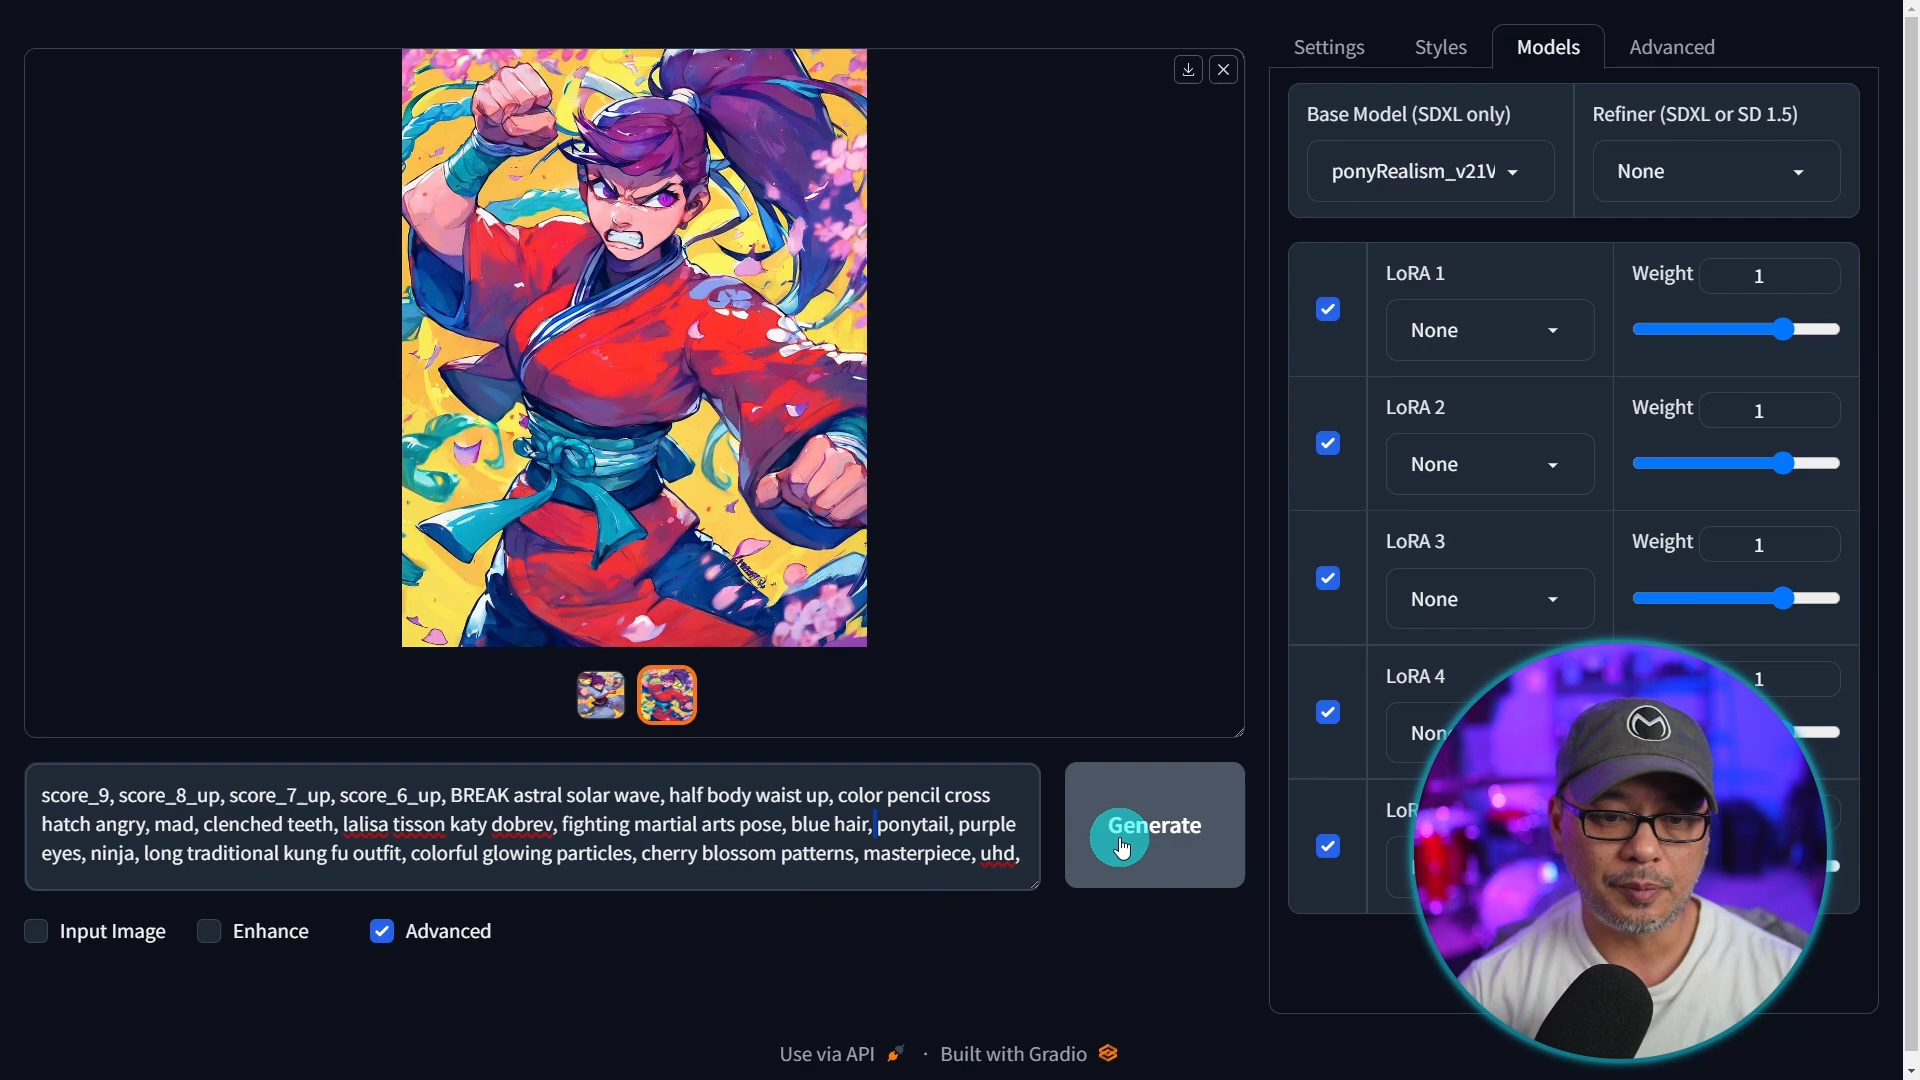 Settings
Styles
Models
Advanced
Base Model (SDXL only)
Refiner (SDXL or SD 1.5)
ponyRealism_v21V
None
LoRA 1
Weight
1
None
LoRA 2
Weight
1
None
LoRA 3
Weight
1
None
LoRA 4
1
score_9, score_8_up, score_7_up, score_6_up, BREAK astral solar wave, half body waist up, color pencil cross
hatch angry, mad, clenched teeth, lalisa tisson katy dobrev, fighting martial arts pose, blue hair, ponytail, purple
eyes, ninja, long traditional kung fu outfit, colorful glowing particles, cherry blossom patterns, masterpiece, uhd,
Generate
Input Image
Enhance
Advanced
Use via API
·
Built with Gradio